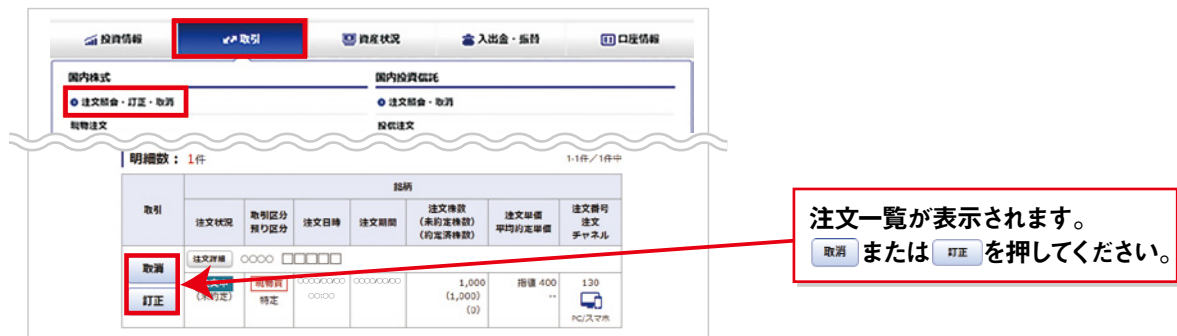 投資情報 取引 資産状況 入出金・振替 口座情報
国内株式 国内投資信託
注文照会・訂正・取消 注文照会・取消
現物注文 投信注文
明細数： 1件 1-1件／1件中
取引 銘柄
注文状況 取引区分 預り区分 注文日時 注文期間 注文株数 (未約定株数) (約定済株数) 注文単価 平均約定単価 注文番号 注文 チャネル
取消 注文詳細 ○○○○ □□□□□
訂正 (未約定) 現物買 特定 ○○○○/○○/○○ ○○:○○ ○○○○/○○/○○ 1,000 (1,000) (0) 指値 400 -- 130 PC/スマホ
注文一覧が表示されます。
取消 または 訂正 を押してください。